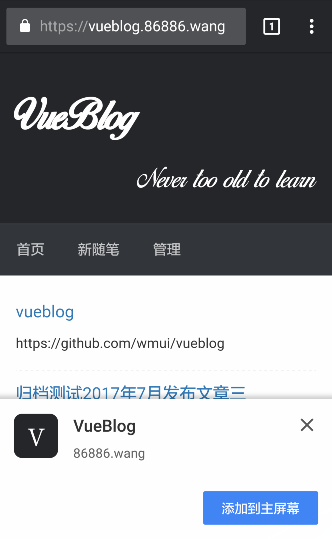 https://vueblog.86886.wang
1
VueBlog
Never too old to learn
首页 新随笔 管理
vueblog
https://github.com/wmui/vueblog
归档测试2017年7月发布文章三
V
VueBlog
86886.wang
添加到主屏幕